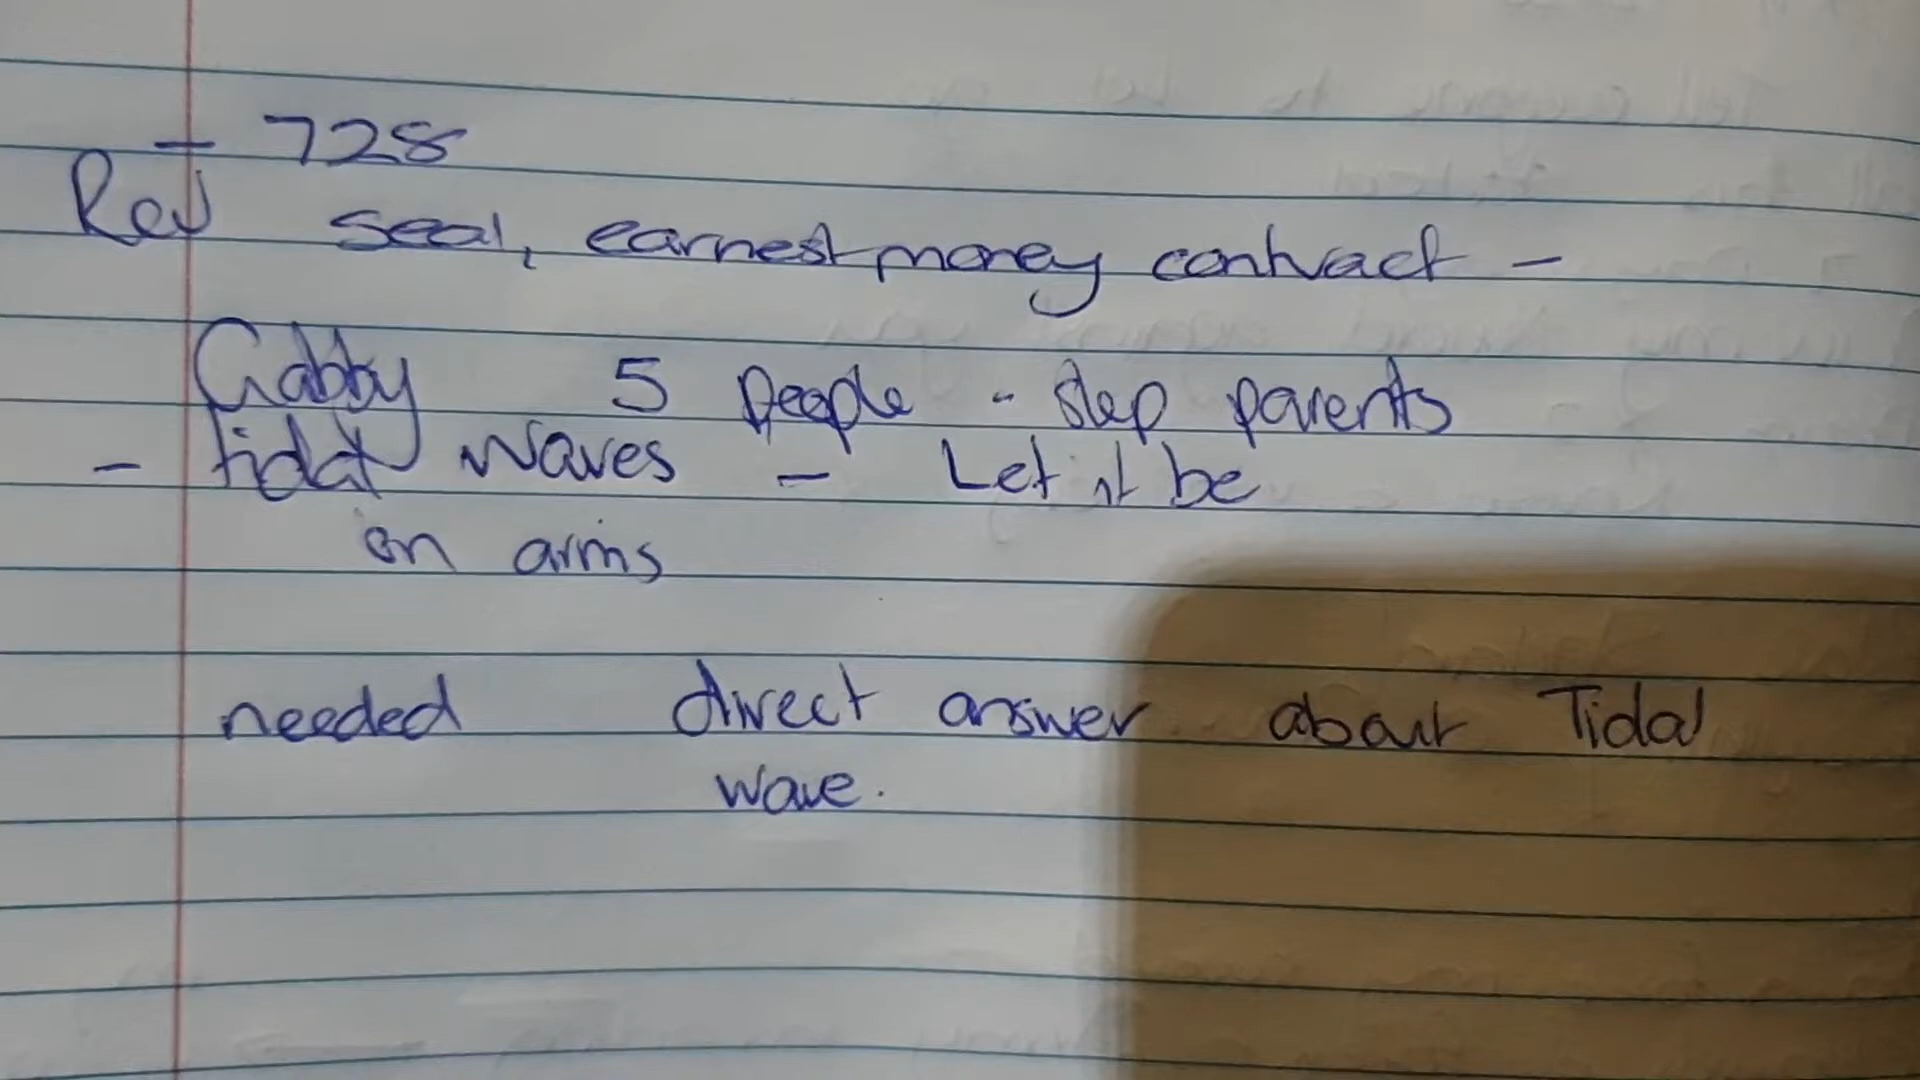 - 728
Rev seal, earnest money contract -
Gabby 5 people - step parents
- tidal waves - Let it be
on arms
needed direct answer about Tidal
wave.